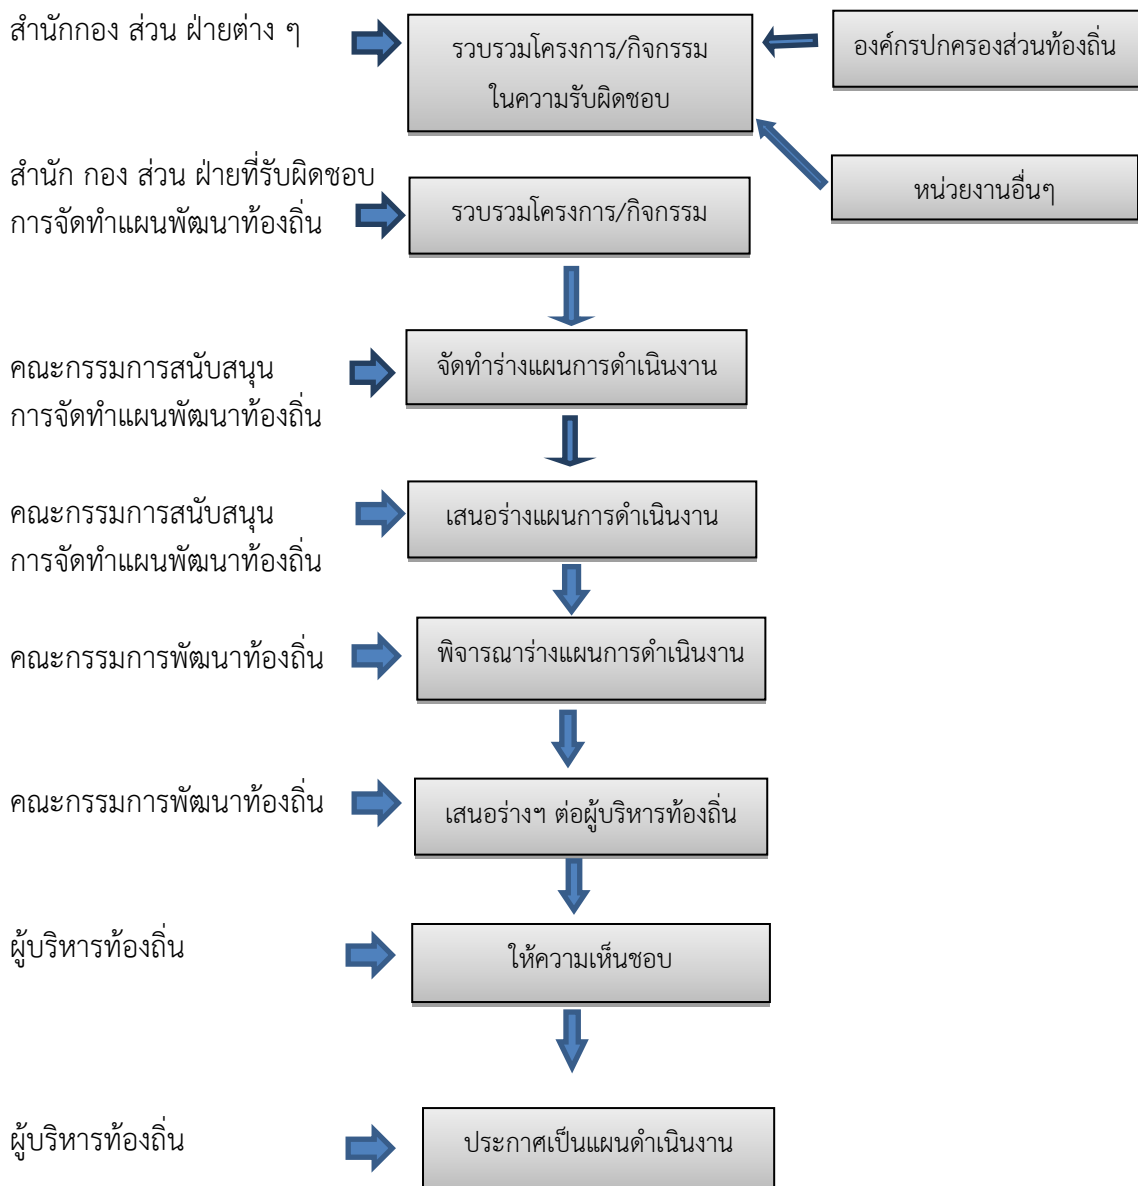 สำนักกอง ส่วน ฝ่ายต่าง ๆ
รวบรวมโครงการ/กิจกรรม
ในความรับผิดชอบ
องค์กรปกครองส่วนท้องถิ่น
หน่วยงานอื่นๆ
สำนัก กอง ส่วน ฝ่ายที่รับผิดชอบ
การจัดทำแผนพัฒนาท้องถิ่น
รวบรวมโครงการ/กิจกรรม
คณะกรรมการสนับสนุน
การจัดทำแผนพัฒนาท้องถิ่น
จัดทำร่างแผนการดำเนินงาน
คณะกรรมการสนับสนุน
การจัดทำแผนพัฒนาท้องถิ่น
เสนอร่างแผนการดำเนินงาน
คณะกรรมการพัฒนาท้องถิ่น
พิจารณาร่างแผนการดำเนินงาน
คณะกรรมการพัฒนาท้องถิ่น
เสนอร่างฯ ต่อผู้บริหารท้องถิ่น
ผู้บริหารท้องถิ่น
ให้ความเห็นชอบ
ผู้บริหารท้องถิ่น
ประกาศเป็นแผนดำเนินงาน